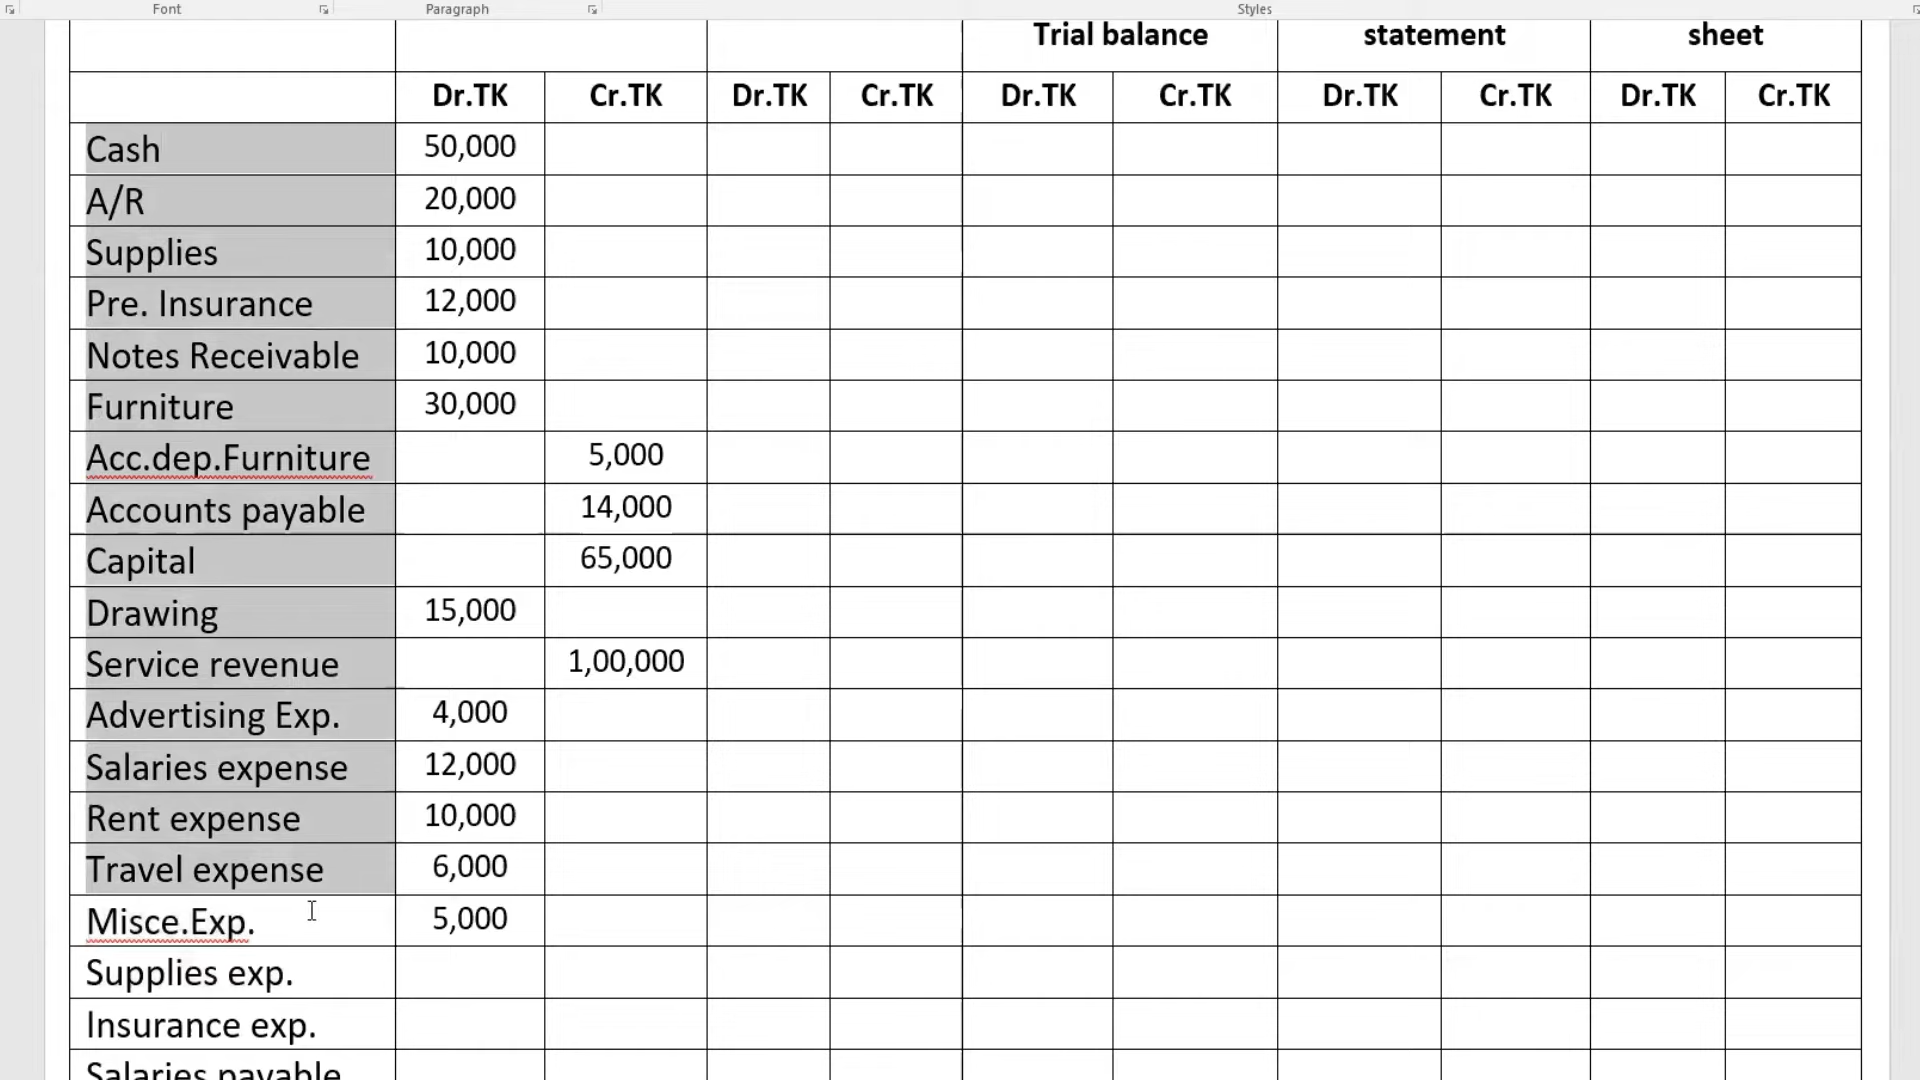 Font Paragraph Styles
Trial balance statement sheet
Dr.TK Cr.TK Dr.TK Cr.TK Dr.TK Cr.TK Dr.TK Cr.TK Dr.TK Cr.TK
Cash 50,000
A/R 20,000
Supplies 10,000
Pre. Insurance 12,000
Notes Receivable 10,000
Furniture 30,000
Acc.dep.Furniture 5,000
Accounts payable 14,000
Capital 65,000
Drawing 15,000
Service revenue 1,00,000
Advertising Exp. 4,000
Salaries expense 12,000
Rent expense 10,000
Travel expense 6,000
Misce.Exp. 5,000
Supplies exp.
Insurance exp.
Salaries payable